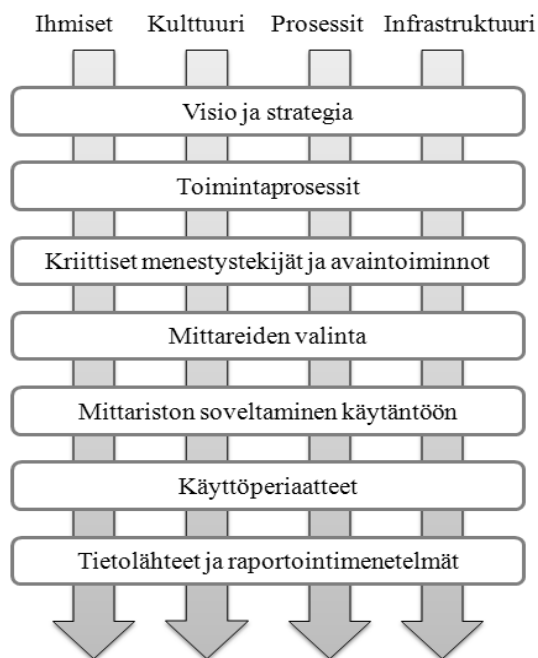 Ihmiset Kulttuuri Prosessit Infrastruktuuri
Visio ja strategia
Toimintaprosessit
Kriittiset menestystekijät ja avaintoiminnot
Mittareiden valinta
Mittariston soveltaminen käytäntöön
Käyttöperiaatteet
Tietolähteet ja raportointimenetelmät